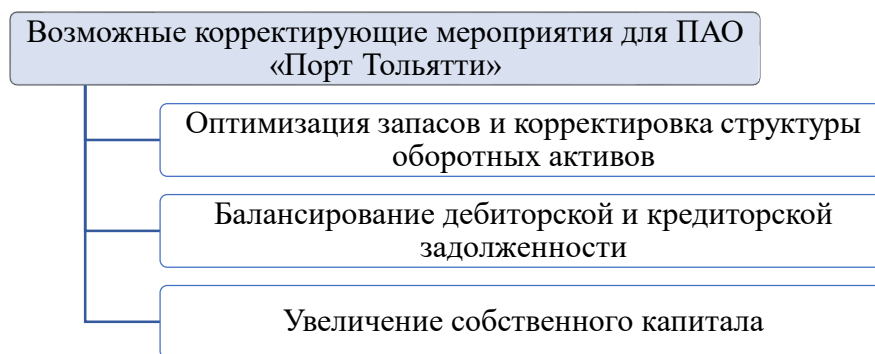 Возможные корректирующие мероприятия для ПАО
«Порт Тольятти»
Оптимизация запасов и корректировка структуры
оборотных активов
Балансирование дебиторской и кредиторской
задолженности
Увеличение собственного капитала